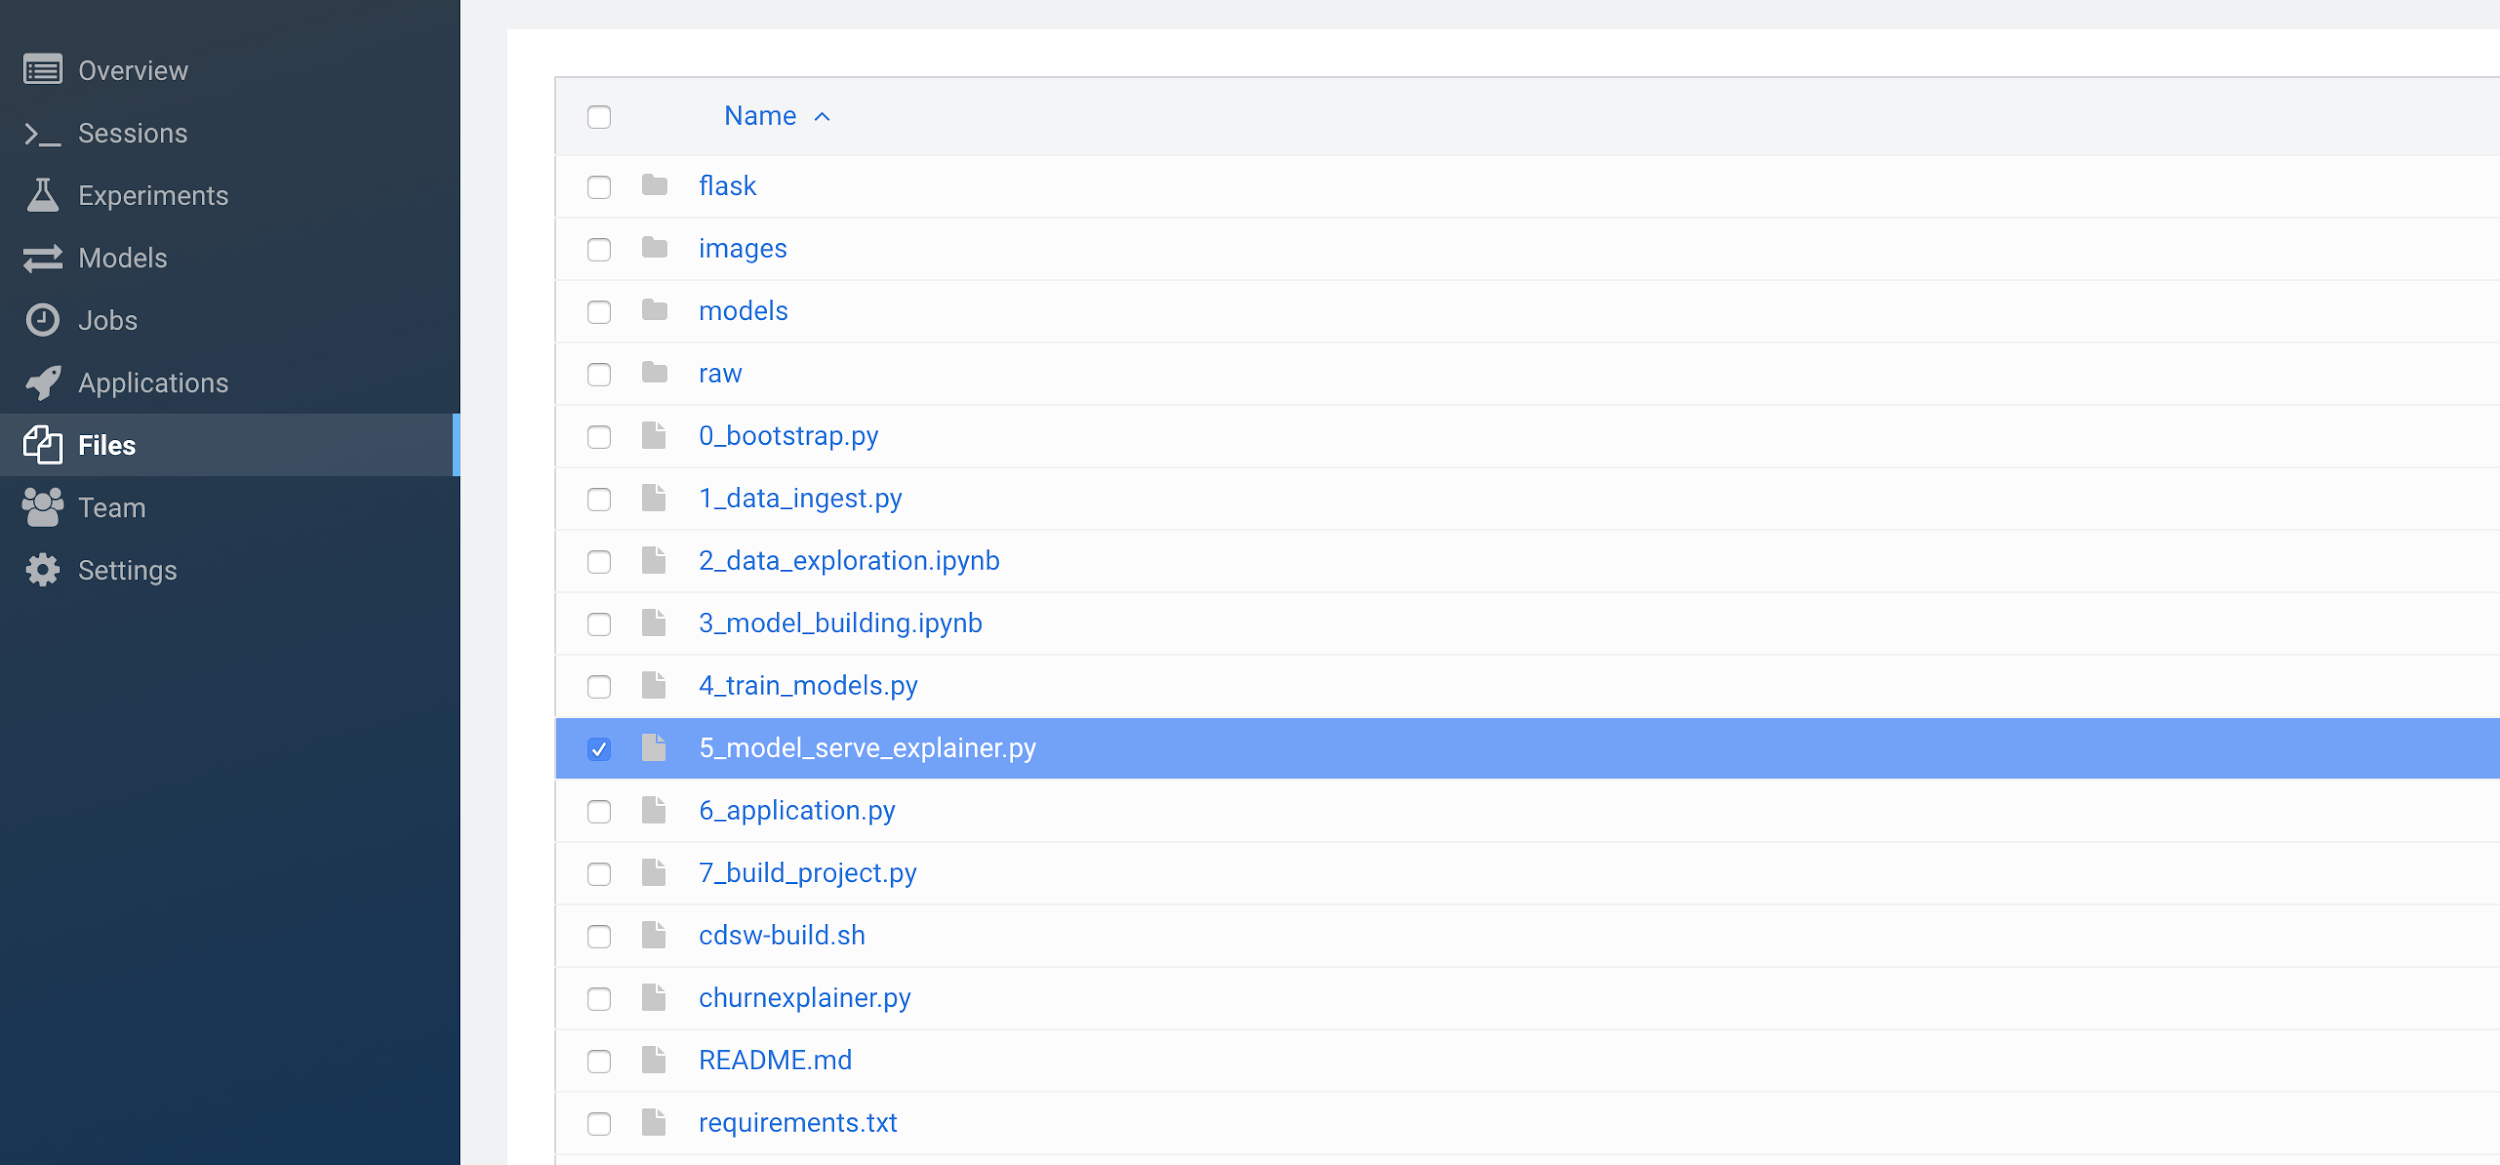 Overview
Sessions
Experiments
Models
Jobs
Applications
Files
Team
Settings
Name
flask
images
models
raw
0_bootstrap.py
1_data_ingest.py
2_data_exploration.ipynb
3_model_building.ipynb
4_train_models.py
5_model_serve_explainer.py
6_application.py
7_build_project.py
cdsw-build.sh
churnexplainer.py
README.md
requirements.txt